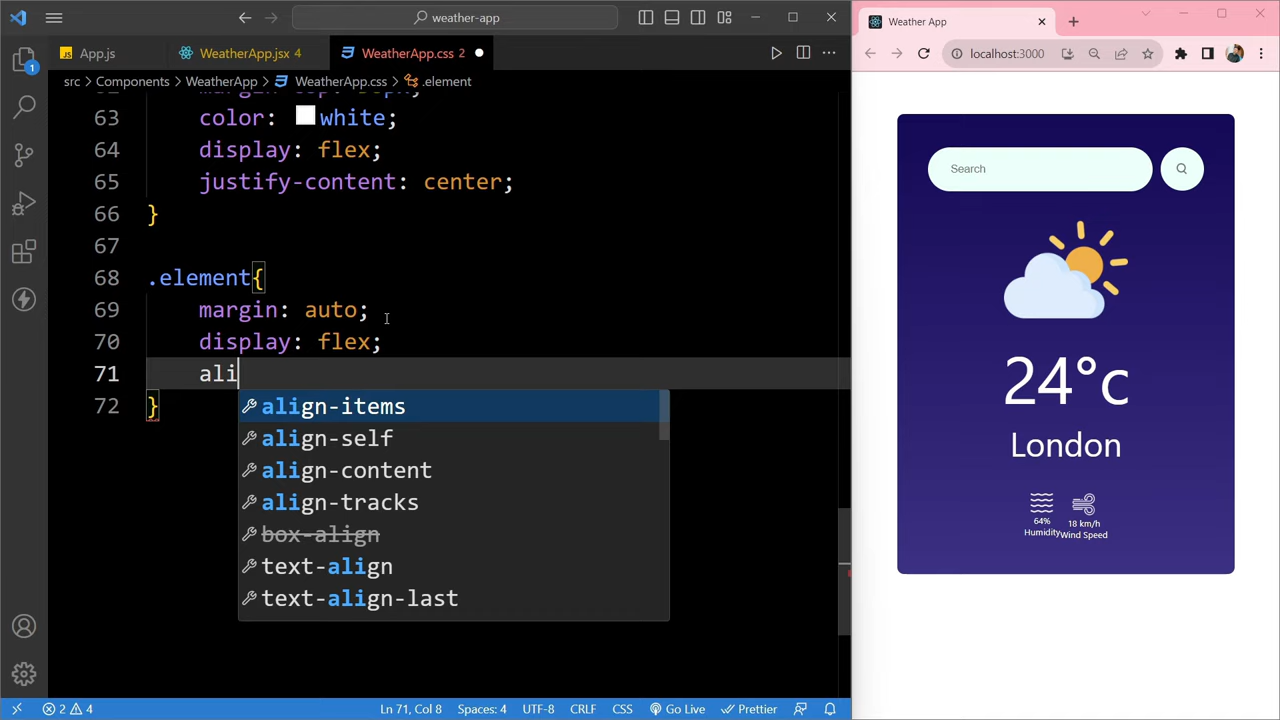 weather-app
App.js
WeatherApp.jsx 4
WeatherApp.css 2
src > Components > WeatherApp > WeatherApp.css > .element
63 color: white;
64 display: flex;
65 justify-content: center;
66 }
67
68 .element{
69 margin: auto;
70 display: flex;
71 ali
72 }
align-items
align-self
align-content
align-tracks
box-align
text-align
text-align-last
1
2 4
Ln 71, Col 8
Spaces: 4
UTF-8
CRLF
CSS
Go Live
Prettier
Weather App
localhost:3000
Search
24°c
London
64%
Humidity
18 km/h
Wind Speed